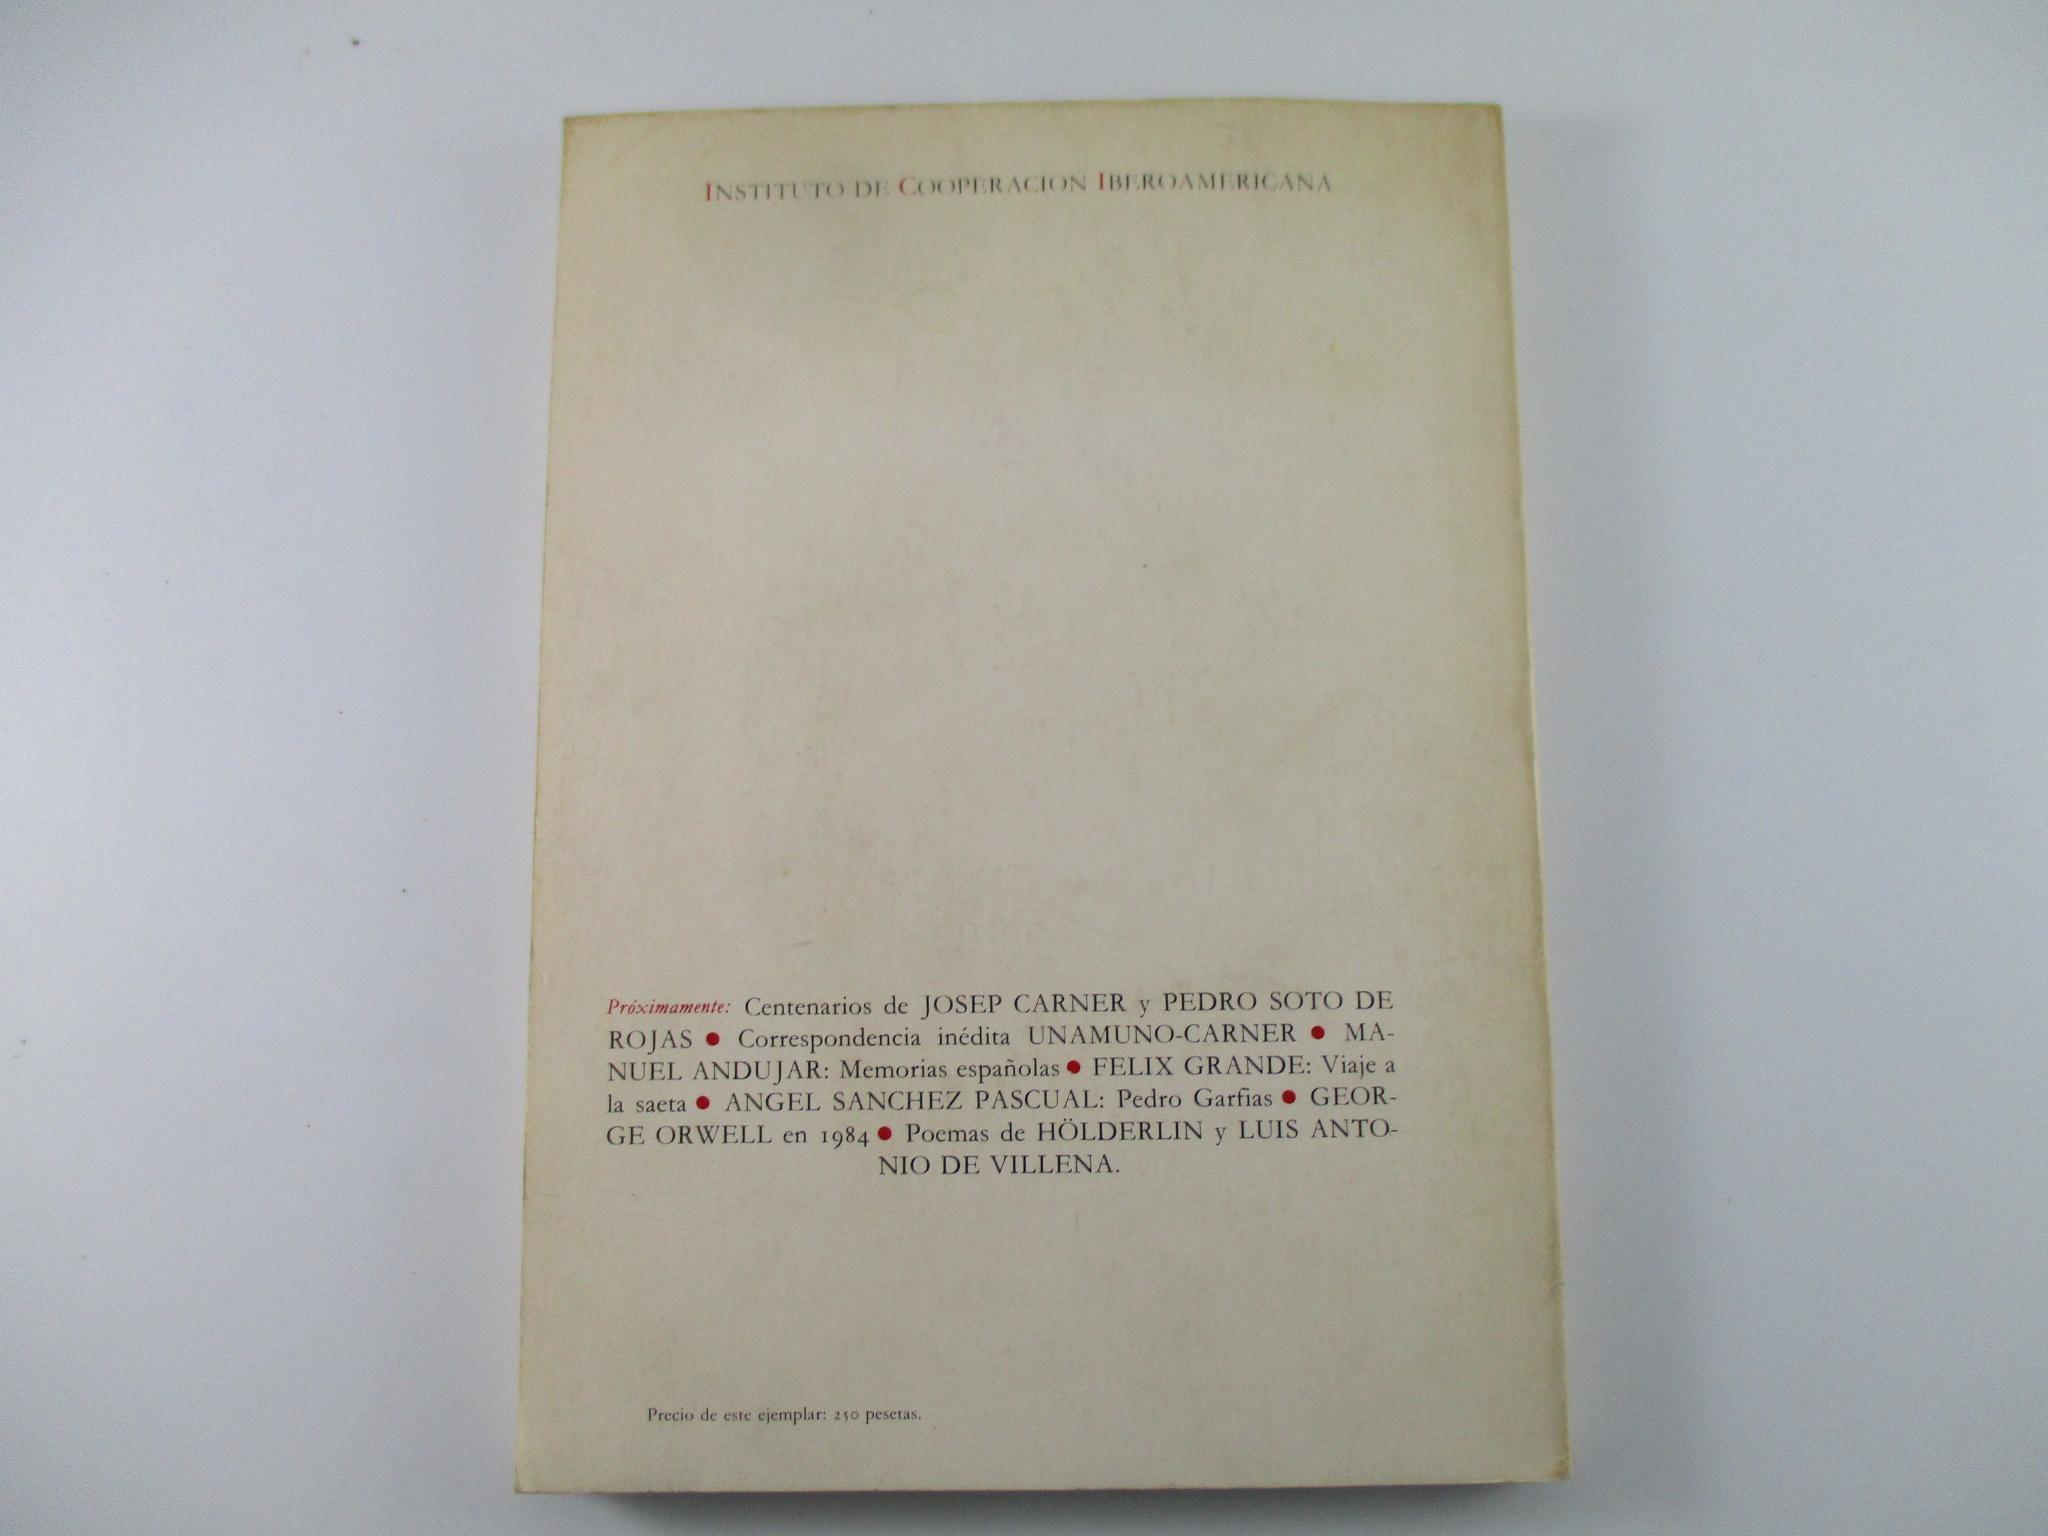 INSTITUTO DE COOPERACION IBEROAMERICANA
Próximamente: Centenarios de JOSEP CARNER y PEDRO SOTO DE
ROJAS ● Correspondencia inédita UNAMUNO-CARNER ● MA-
NUEL ANDUJAR: Memorias españolas ● FELIX GRANDE: Viaje a
la saeta ● ANGEL SANCHEZ PASCUAL: Pedro Garfias ● GEOR-
GE ORWELL en 1984 ● Poemas de HÖLDERLIN y LUIS ANTO-
NIO DE VILLENA.
Precio de este ejemplar: 250 pesetas.